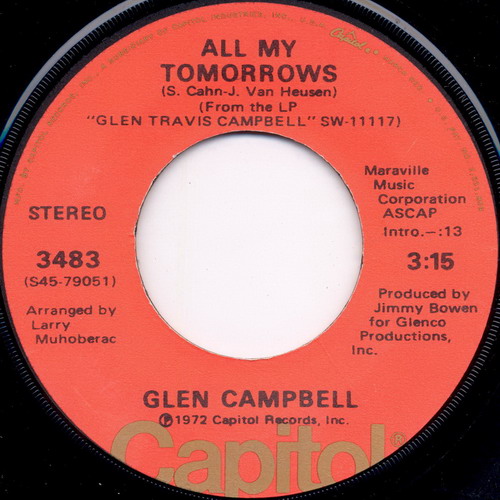 ALL MY
TOMORROWS
(S. Cahn-J. Van Heusen)
(From the LP
"GLEN TRAVIS CAMPBELL" SW-11117)
STEREO
3483
(S45-79051)
Arranged by
Larry
Muhoberac
Maraville
Music
Corporation
ASCAP
Intro.-:13
3:15
Produced by
Jimmy Bowen
for Glenco
Productions,
Inc.
GLEN CAMPBELL
℗1972 Capitol Records, Inc.
Capitol®
Capitol